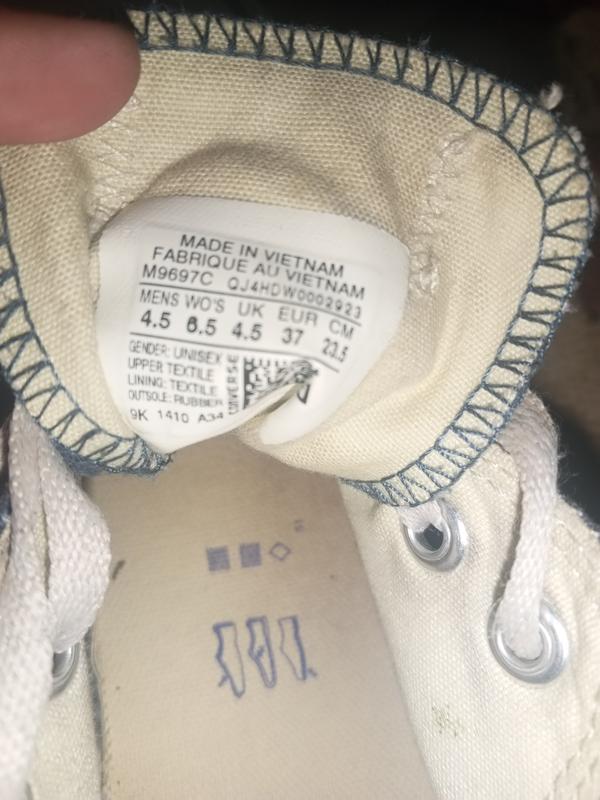 MADE IN VIETNAM
FABRIQUE AU VIETNAM
M9697C QJ4HDW0002923
MENS WO'S UK EUR CM
4.5 6.5 4.5 37 23.5
GENDER: UNISEX
UPPER TEXTILE
LINING: TEXTILE
OUTSOLE: RUBBER
CONVERSE
9K 1410 A34